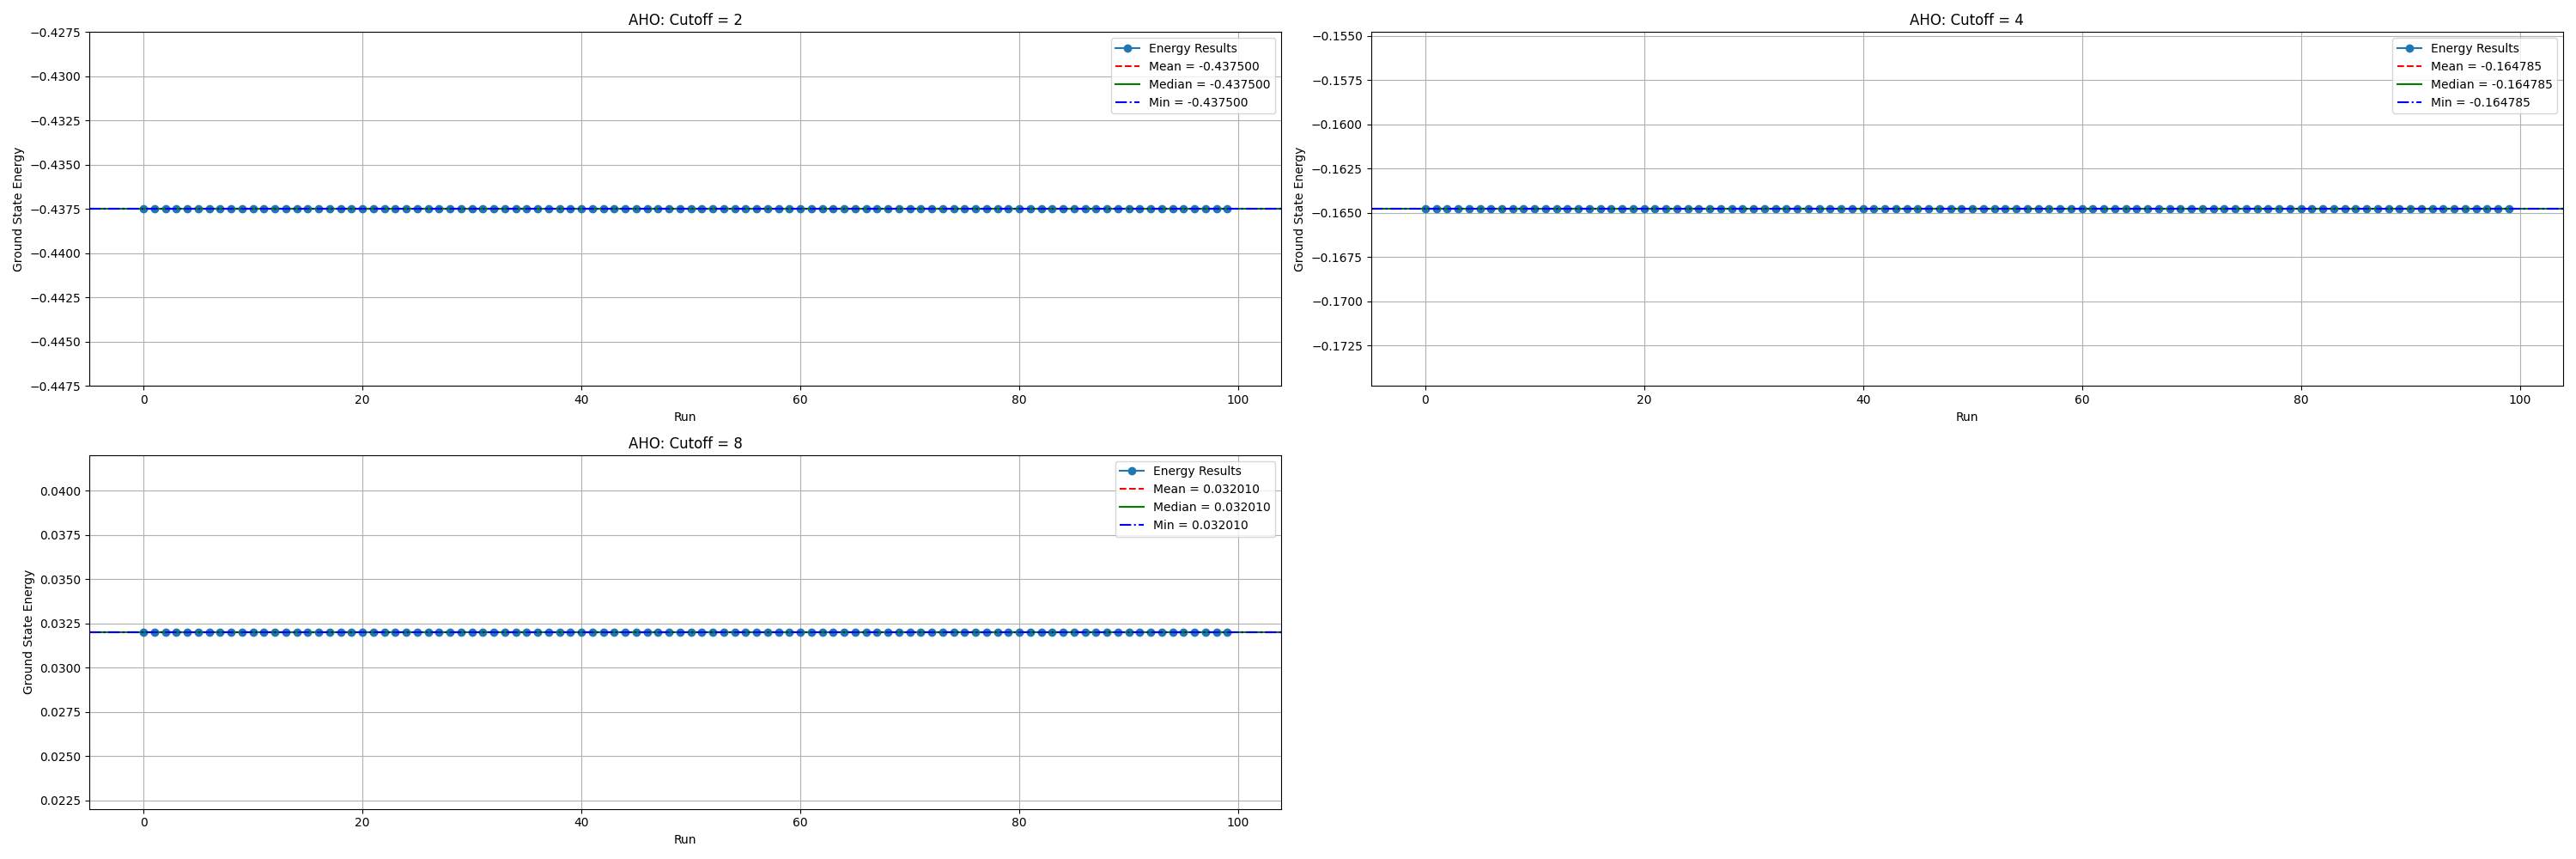 AHO: Cutoff = 2
Ground State Energy
−0.4275
−0.4300
−0.4325
−0.4350
−0.4375
−0.4400
−0.4425
−0.4450
−0.4475
Energy Results
Mean = -0.437500
Median = -0.437500
Min = -0.437500
0 20 40 60 80 100
Run
AHO: Cutoff = 4
Ground State Energy
−0.1550
−0.1575
−0.1600
−0.1625
−0.1650
−0.1675
−0.1700
−0.1725
Energy Results
Mean = -0.164785
Median = -0.164785
Min = -0.164785
0 20 40 60 80 100
Run
AHO: Cutoff = 8
Ground State Energy
0.0400
0.0375
0.0350
0.0325
0.0300
0.0275
0.0250
0.0225
Energy Results
Mean = 0.032010
Median = 0.032010
Min = 0.032010
0 20 40 60 80 100
Run